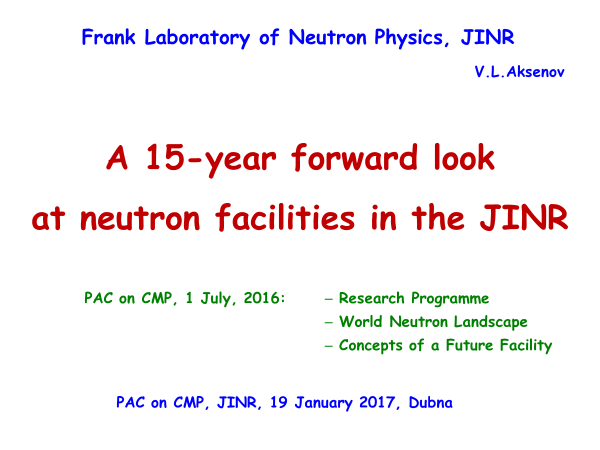 Frank Laboratory of Neutron Physics, JINR
V.L.Aksenov
A 15-year forward look
at neutron facilities in the JINR
PAC on CMP, 1 July, 2016: – Research Programme
– World Neutron Landscape
– Concepts of a Future Facility
PAC on CMP, JINR, 19 January 2017, Dubna